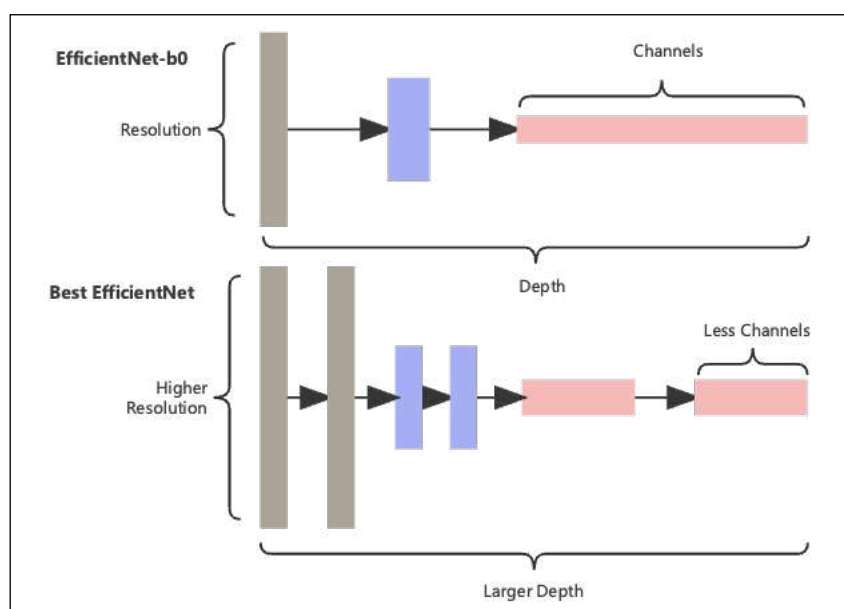 EfficientNet-b0
Channels
Resolution
Depth
Best EfficientNet
Less Channels
Higher
Resolution
Larger Depth